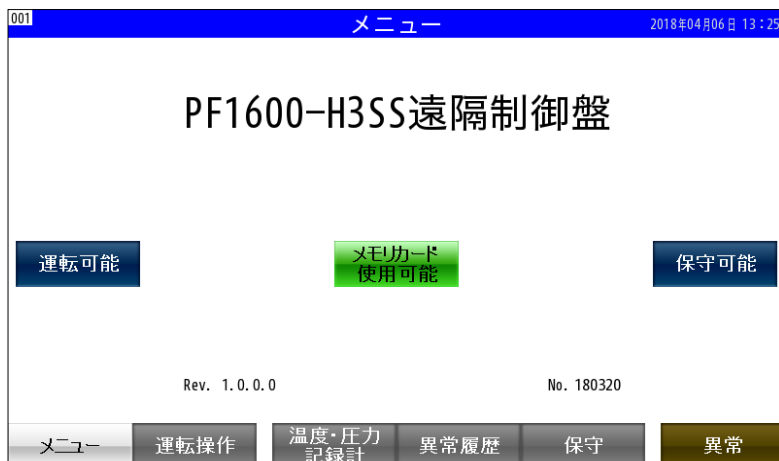 001
メニュー
2018年04月06日 13:25
PF1600-H3SS遠隔制御盤
運転可能
メモリカード
使用可能
保守可能
Rev. 1.0.0.0
No. 180320
メニュー
運転操作
温度・圧力
記録計
異常履歴
保守
異常